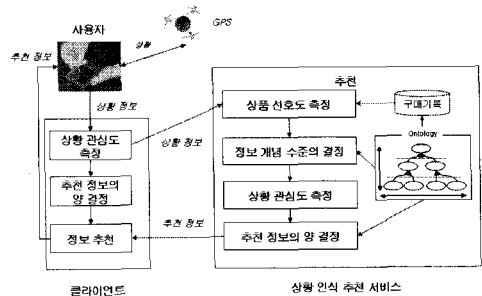 사용자
GPS
상황
추천 정보
상황 정보
추천
상품 선호도 측정
구매기록
Ontology
상황 관심도
측정
상황 정보
정보 개념 수준의 결정
추천 정보의
양 결정
상황 관심도 측정
추천 정보
정보 추천
추천 정보의 양 결정
클라이언트
상황 인식 추천 서비스